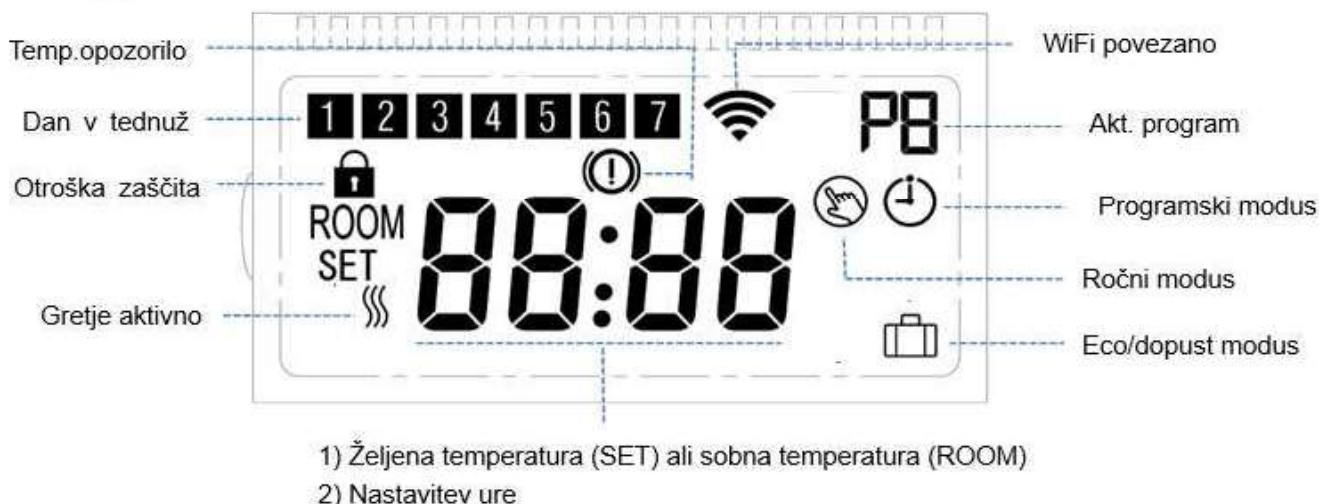 Temp.opozorilo
WiFi povezano
Dan v tednuž
1 2 3 4 5 6 7
P8
Akt. program
Otroška zaščita
ROOM
SET
88:88
Programski modus
Ročni modus
Gretje aktivno
Eco/dopust modus
1) Željena temperatura (SET) ali sobna temperatura (ROOM)
2) Nastavitev ure